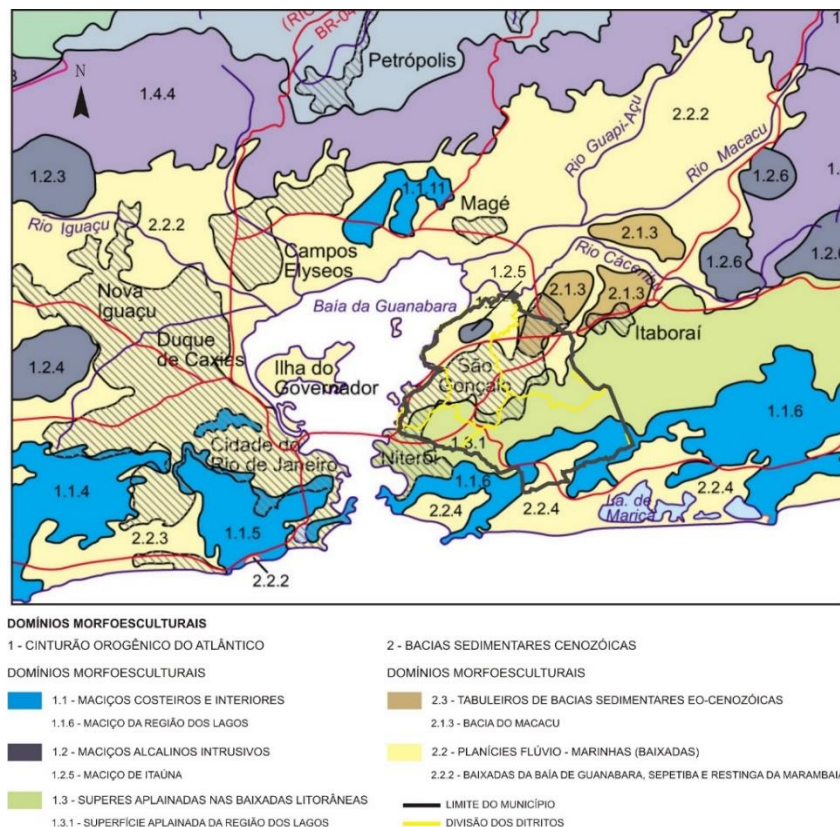 (RIO
BR-04
N
Petrópolis
1.4.4
2.2.2
Rio Guapi-Açu
Rio Macacu
1.2.3
1.1.11
Magé
1.2.6
Rio Iguaçu
2.2.2
Campos
Elyseos
2.1.3
Rio Cáceribu
1.2.6
1.2.5
Nova
Iguaçu
Baía da Guanabara
2.1.3
2.1.3
Itaboraí
Duque
de Caxias
1.2.4
Ilha do
Governador
São
Gonçalo
1.1.6
Cidade do
Rio de Janeiro
1.3.1
Niterói
1.1.4
1.1.6
2.2.4
2.2.4
2.2.4
La. de
Maricá
2.2.3
1.1.5
2.2.2
DOMÍNIOS MORFOESCULTURAIS
1 - CINTURÃO OROGÊNICO DO ATLÂNTICO
2 - BACIAS SEDIMENTARES CENOZÓICAS
DOMÍNIOS MORFOESCULTURAIS
DOMÍNIOS MORFOESCULTURAIS
1.1 - MACIÇOS COSTEIROS E INTERIORES
2.3 - TABULEIROS DE BACIAS SEDIMENTARES EO-CENOZÓICAS
1.1.6 - MACIÇO DA REGIÃO DOS LAGOS
2.1.3 - BACIA DO MACACU
1.2 - MACIÇOS ALCALINOS INTRUSIVOS
2.2 - PLANÍCIES FLÚVIO - MARINHAS (BAIXADAS)
1.2.5 - MACIÇO DE ITAÚNA
2.2.2 - BAIXADAS DA BAÍA DE GUANABARA, SEPETIBA E RESTINGA DA MARAMBAIA
1.3 - SUPERES APLAINADAS NAS BAIXADAS LITORÂNEAS
LIMITE DO MUNICÍPIO
1.3.1 - SUPERFÍCIE APLAINADA DA REGIÃO DOS LAGOS
DIVISÃO DOS DITRITOS